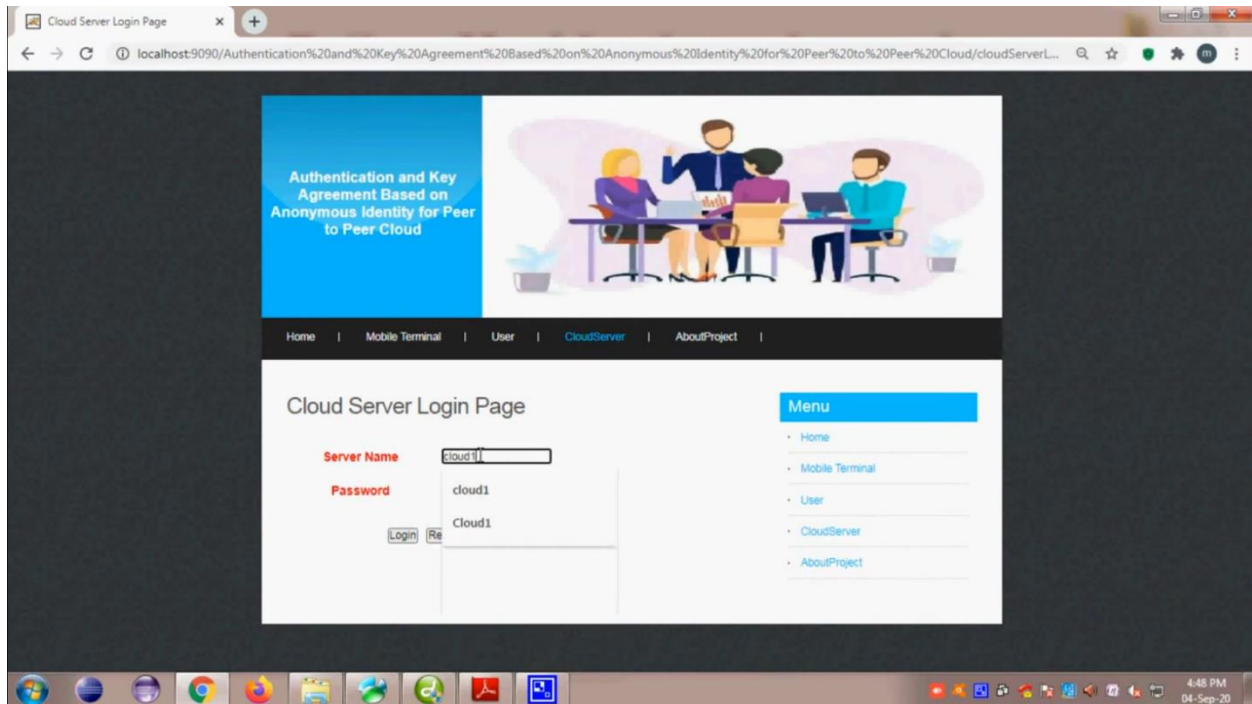 Cloud Server Login Page
localhost:9090/Authentication%20and%20Key%20Agreement%20Based%20on%20Anonymous%20Identity%20for%20Peer%20to%20Peer%20Cloud/cloudServerL...
m
Authentication and Key
Agreement Based on
Anonymous Identity for Peer
to Peer Cloud
Home | Mobile Terminal | User | CloudServer | AboutProject |
Cloud Server Login Page
Server Name cloud1
Password
cloud1
Cloud1
Login Re
Menu
Home
Mobile Terminal
User
CloudServer
AboutProject
4:48 PM
04-Sep-20